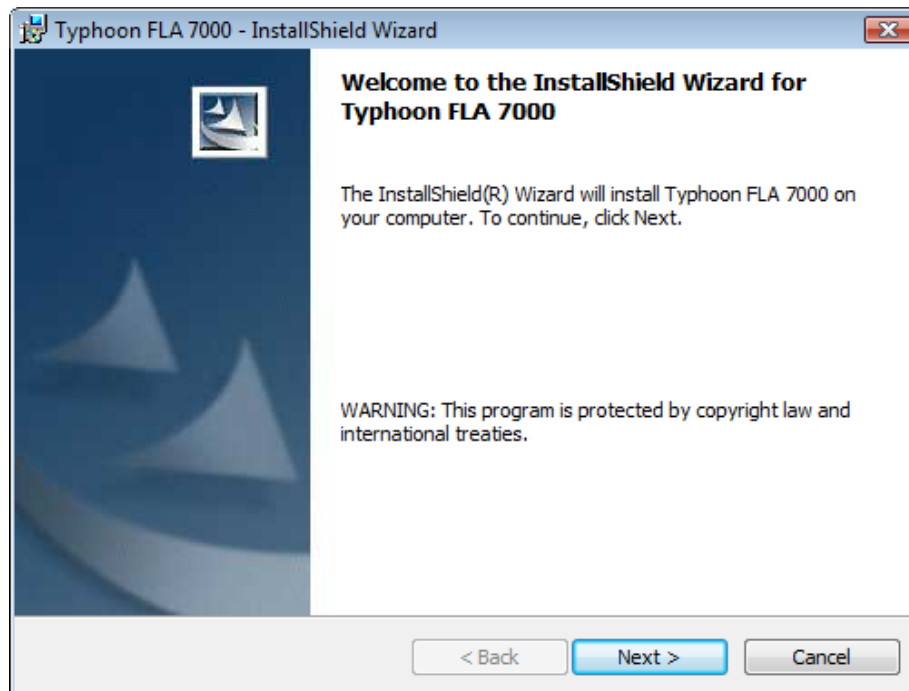 Typhoon FLA 7000 - InstallShield Wizard
Welcome to the InstallShield Wizard for
Typhoon FLA 7000
The InstallShield(R) Wizard will install Typhoon FLA 7000 on
your computer. To continue, click Next.
WARNING: This program is protected by copyright law and
international treaties.
< Back
Next >
Cancel